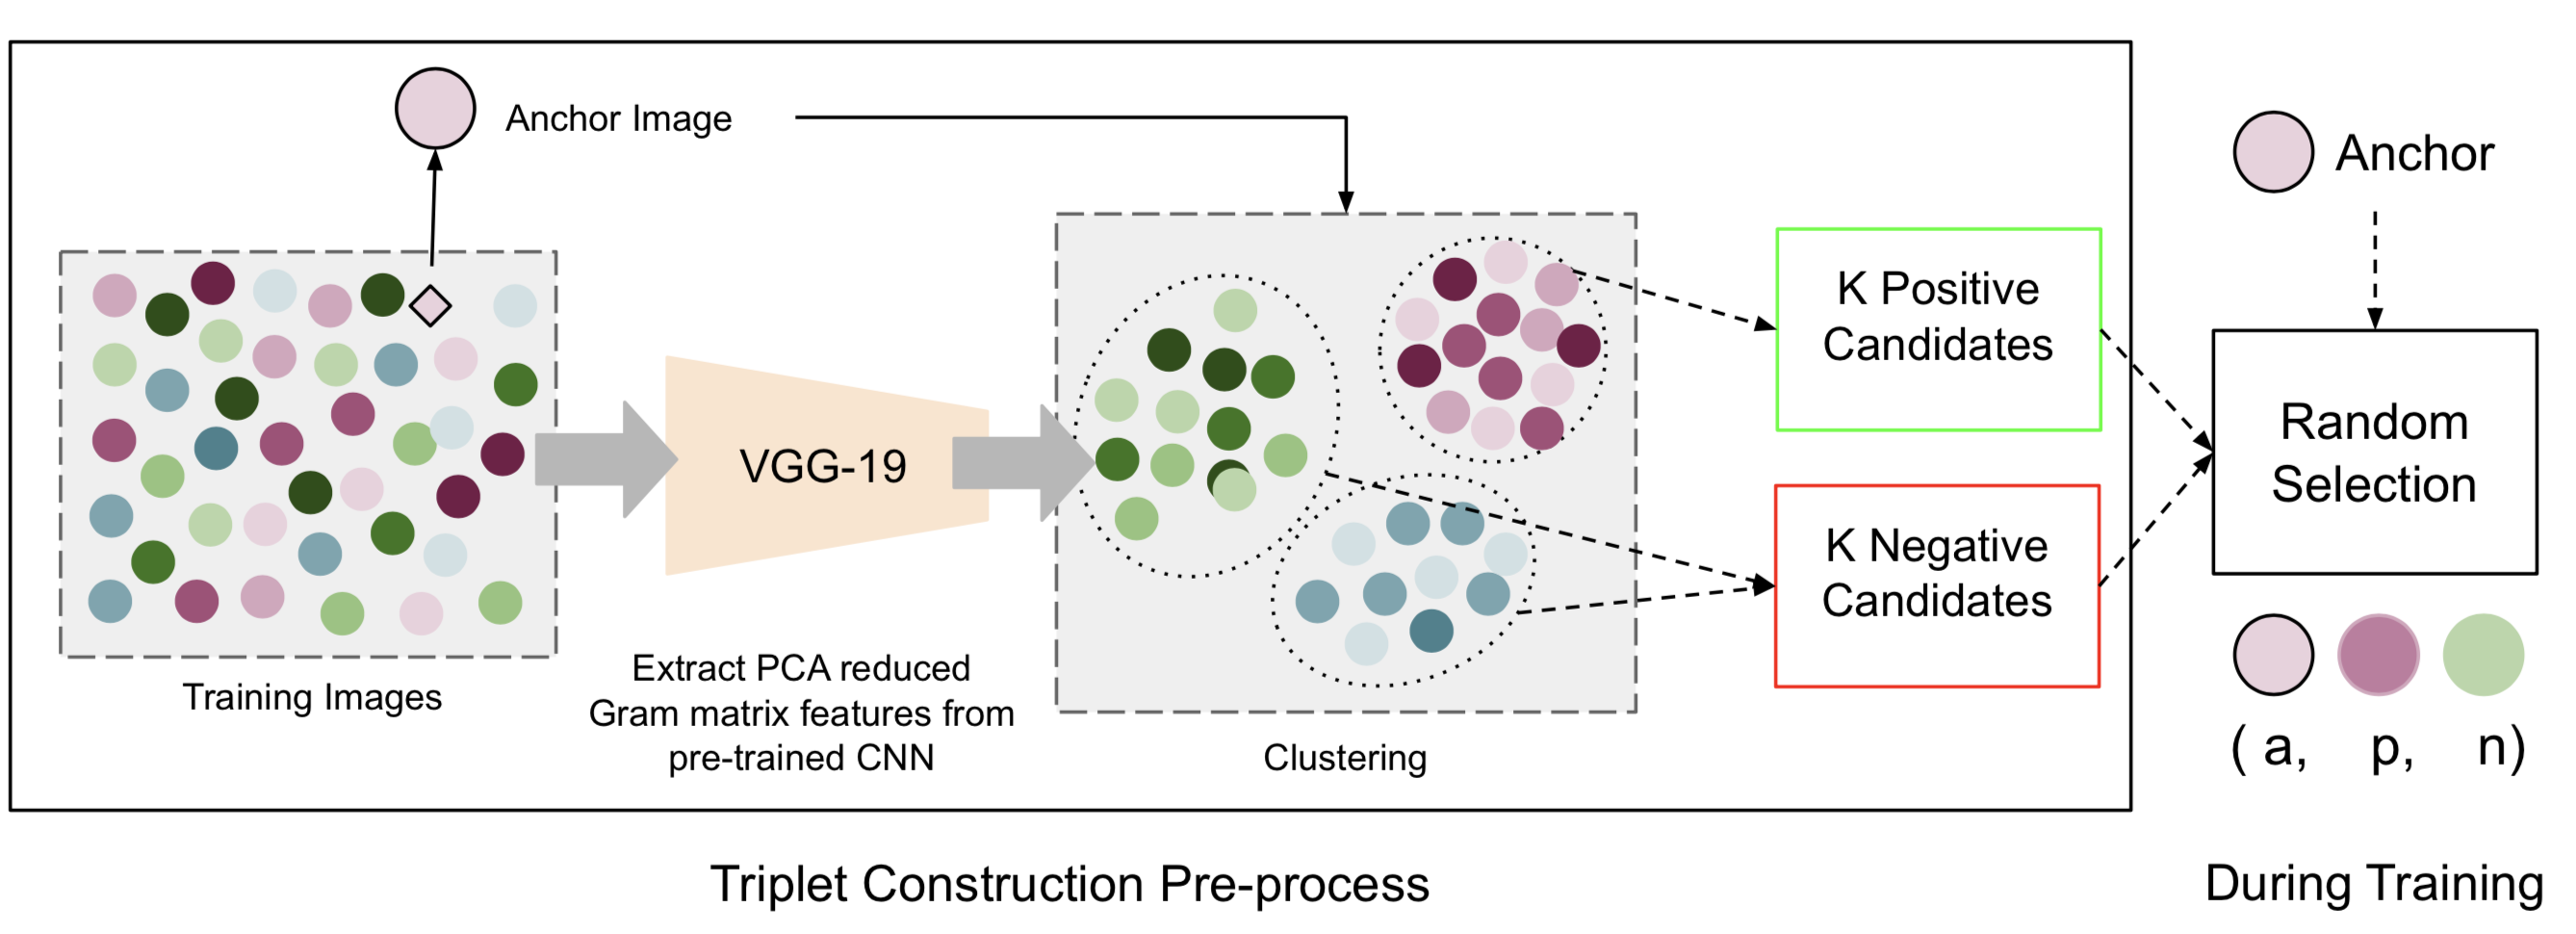 Anchor Image
Training Images
VGG-19
Extract PCA reduced
Gram matrix features from
pre-trained CNN
Clustering
K Positive
Candidates
K Negative
Candidates
Triplet Construction Pre-process
Anchor
Random
Selection
( a, p, n)
During Training